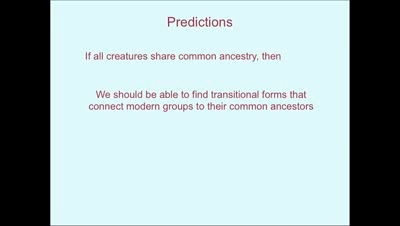 Predictions
If all creatures share common ancestry, then
We should be able to find transitional forms that
connect modern groups to their common ancestors